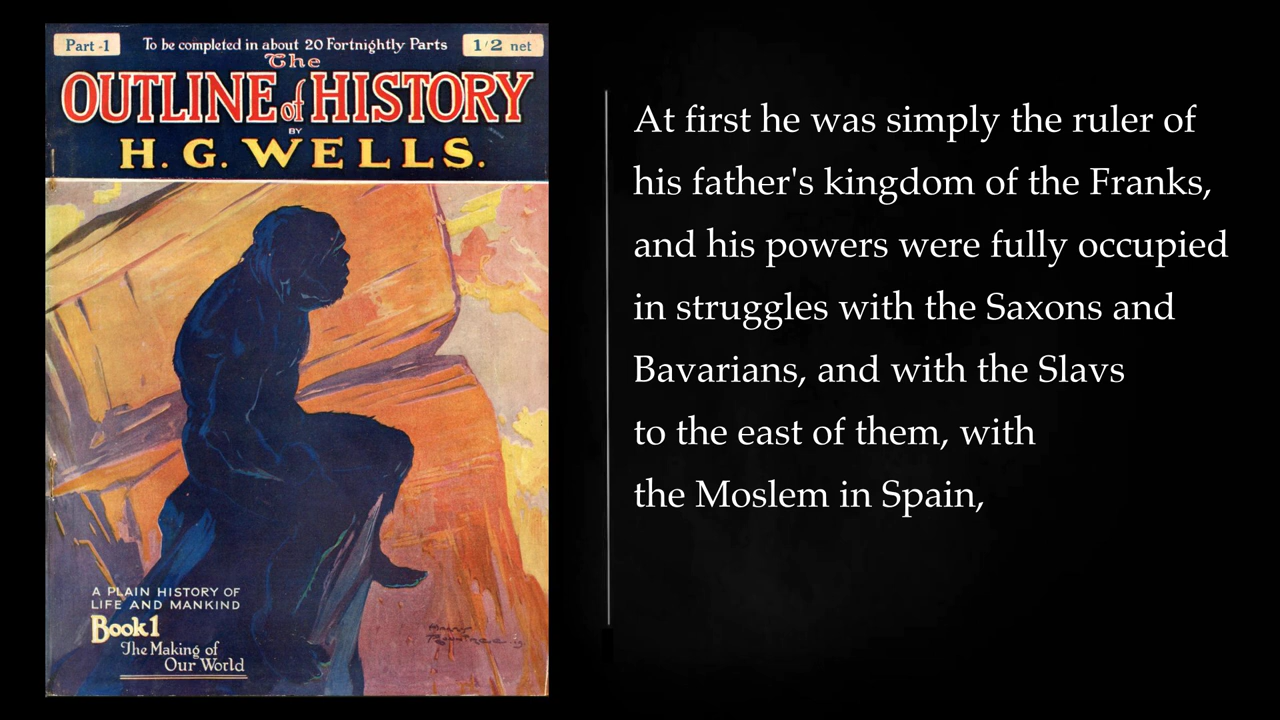 Part -1
To be completed in about 20 Fortnightly Parts
1/2 net
The
OUTLINE of HISTORY
BY
H. G. WELLS.
A PLAIN HISTORY OF
LIFE AND MANKIND
Book 1
The Making of
Our World
At first he was simply the ruler of
his father's kingdom of the Franks,
and his powers were fully occupied
in struggles with the Saxons and
Bavarians, and with the Slavs
to the east of them, with
the Moslem in Spain,